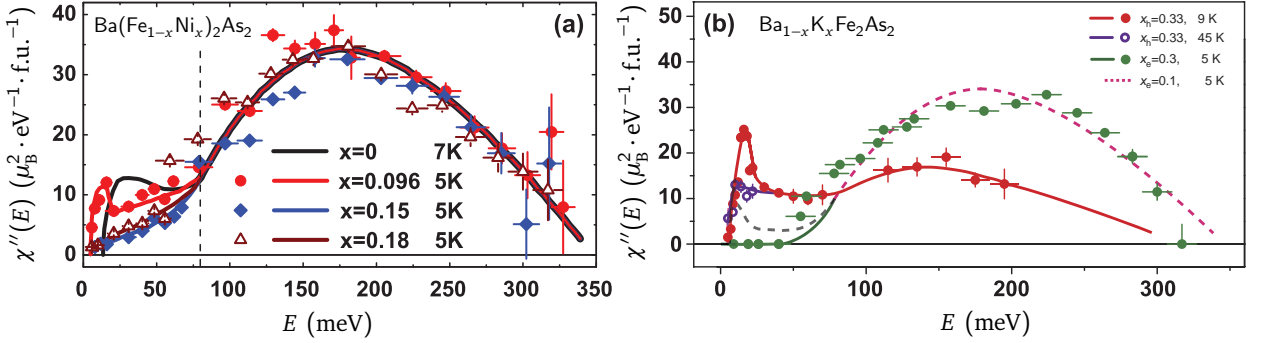 Ba(Fe₁₋ₓNiₓ)₂As₂ (a)
40
30
20
10
0
χ′′(E) (μ_B² · eV⁻¹ · f.u.⁻¹)
x=0 7K
x=0.096 5K
x=0.15 5K
x=0.18 5K
0 50 100 150 200 250 300 350
E (meV)
(b) Ba₁₋ₓKₓFe₂As₂
xₕ=0.33, 9 K
xₕ=0.33, 45 K
xₑ=0.3, 5 K
xₑ=0.1, 5 K
50
40
30
20
10
0
χ′′(E) (μ_B² · eV⁻¹ · f.u.⁻¹)
0 100 200 300
E (meV)